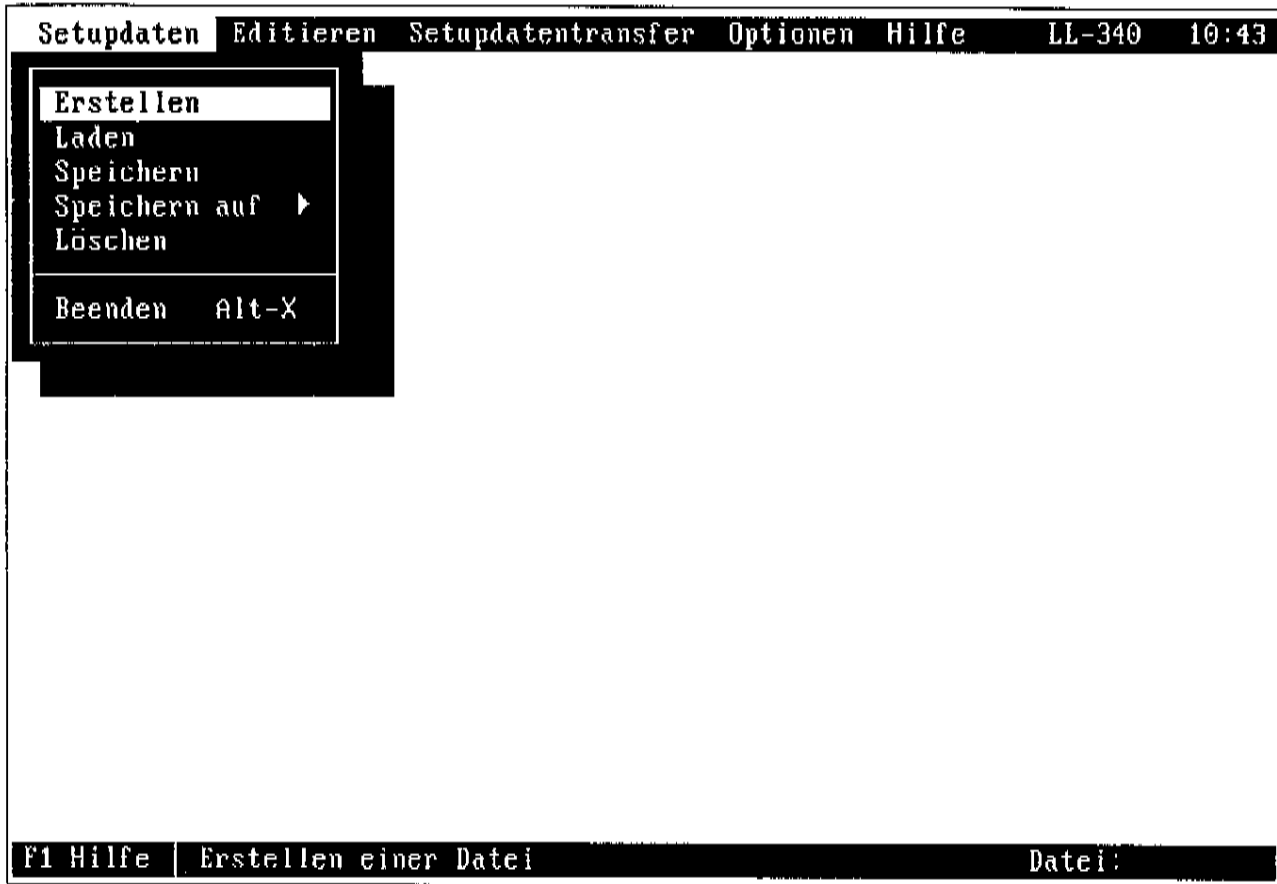 Setupdaten Editieren Setupdatentransfer Optionen Hilfe LL-340 10:43
Erstellen
Laden
Speichern
Speichern auf ▶
Löschen
Beenden Alt-X
F1 Hilfe | Erstellen einer Datei Datei: